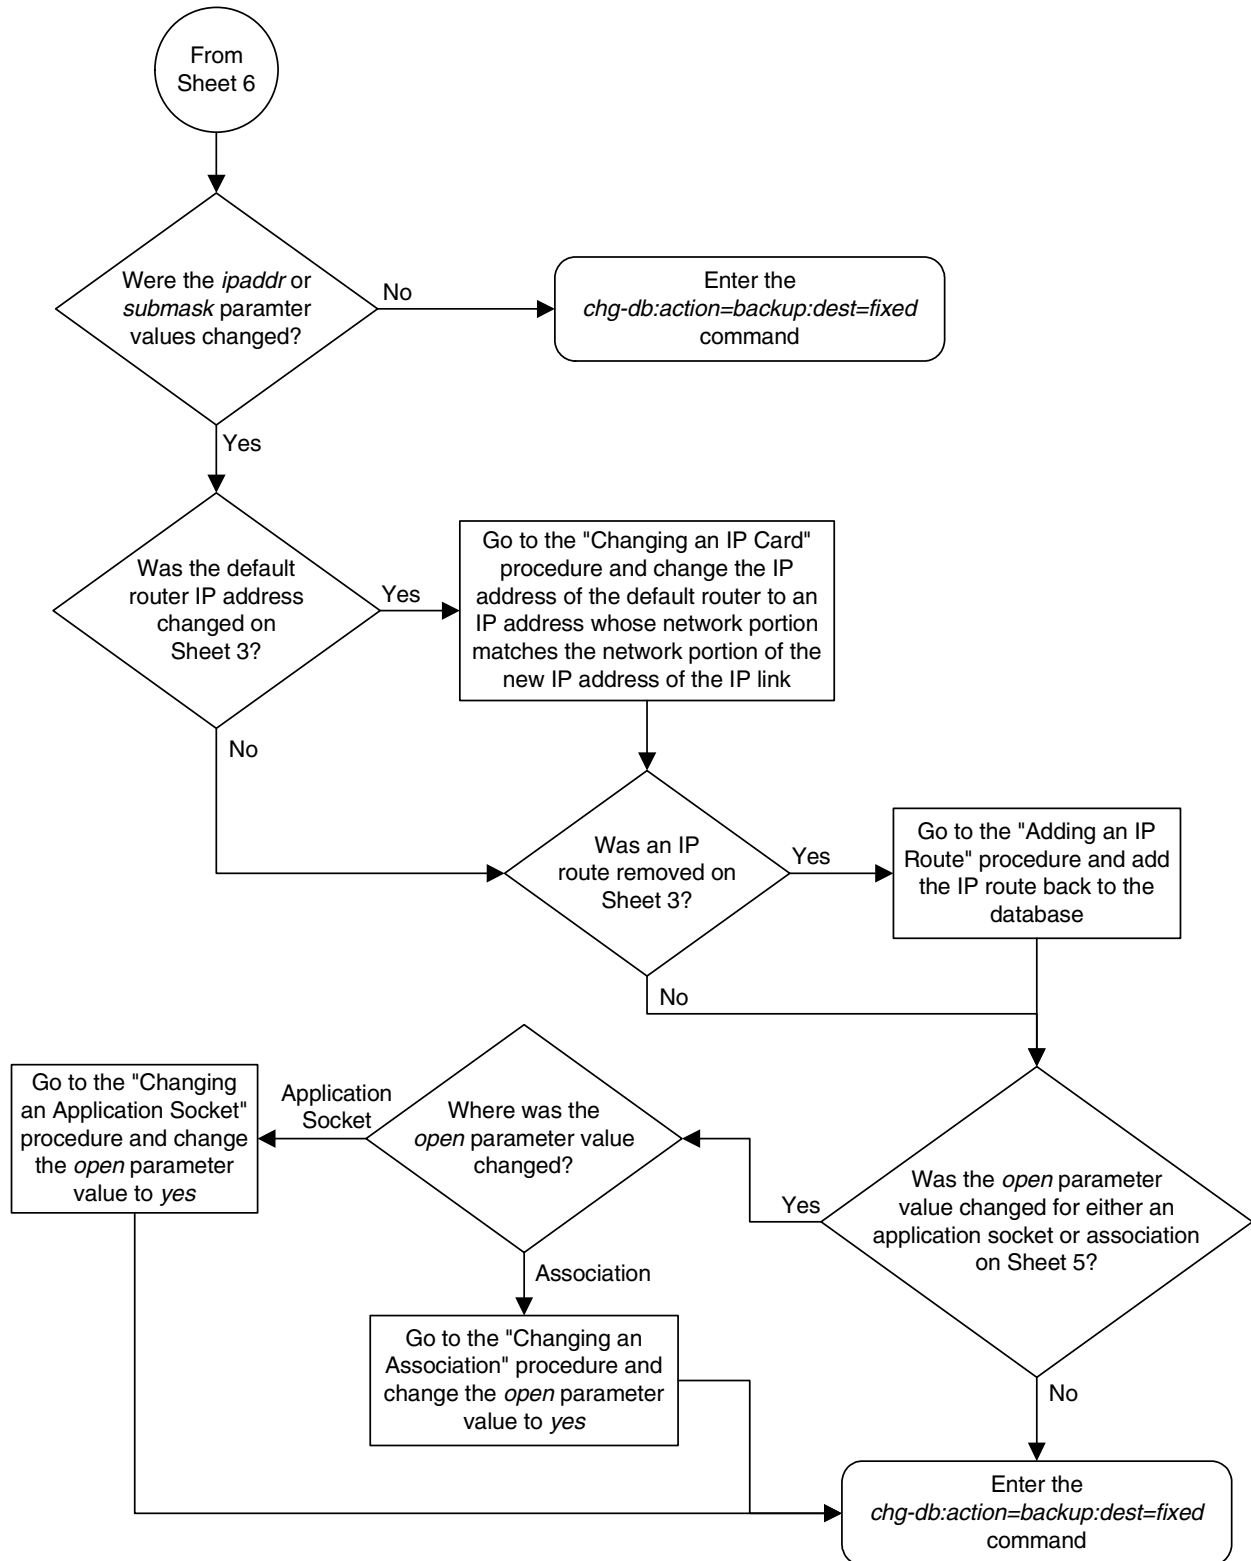 From
Sheet 6
Were the ipaddr or
submask paramter
values changed?
No
Enter the
chg-db:action=backup:dest=fixed
command
Yes
Was the default
router IP address
changed on
Sheet 3?
Yes
Go to the "Changing an IP Card"
procedure and change the IP
address of the default router to an
IP address whose network portion
matches the network portion of the
new IP address of the IP link
No
Was an IP
route removed on
Sheet 3?
Yes
Go to the "Adding an IP
Route" procedure and add
the IP route back to the
database
No
Was the open parameter
value changed for either an
application socket or association
on Sheet 5?
Yes
Where was the
open parameter value
changed?
Application
Socket
Go to the "Changing
an Application Socket"
procedure and change
the open parameter
value to yes
Association
Go to the "Changing an
Association" procedure and
change the open parameter
value to yes
No
Enter the
chg-db:action=backup:dest=fixed
command